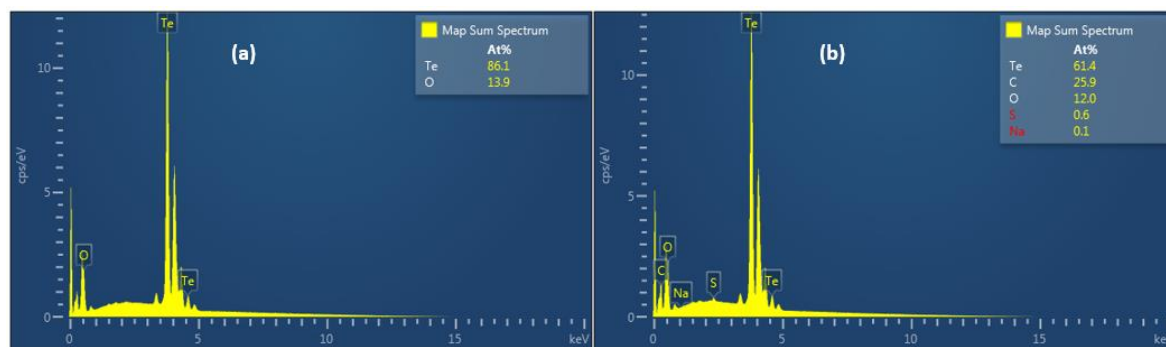 Te
(a)
Map Sum Spectrum
At%
Te 86.1
O 13.9
10
cps/eV
5
O
Te
0
0 5 10 15 keV
Te
(b)
Map Sum Spectrum
At%
Te 61.4
C 25.9
O 12.0
S 0.6
Na 0.1
10
cps/eV
5
O
C
Na
S
Te
0
0 5 10 15 ke